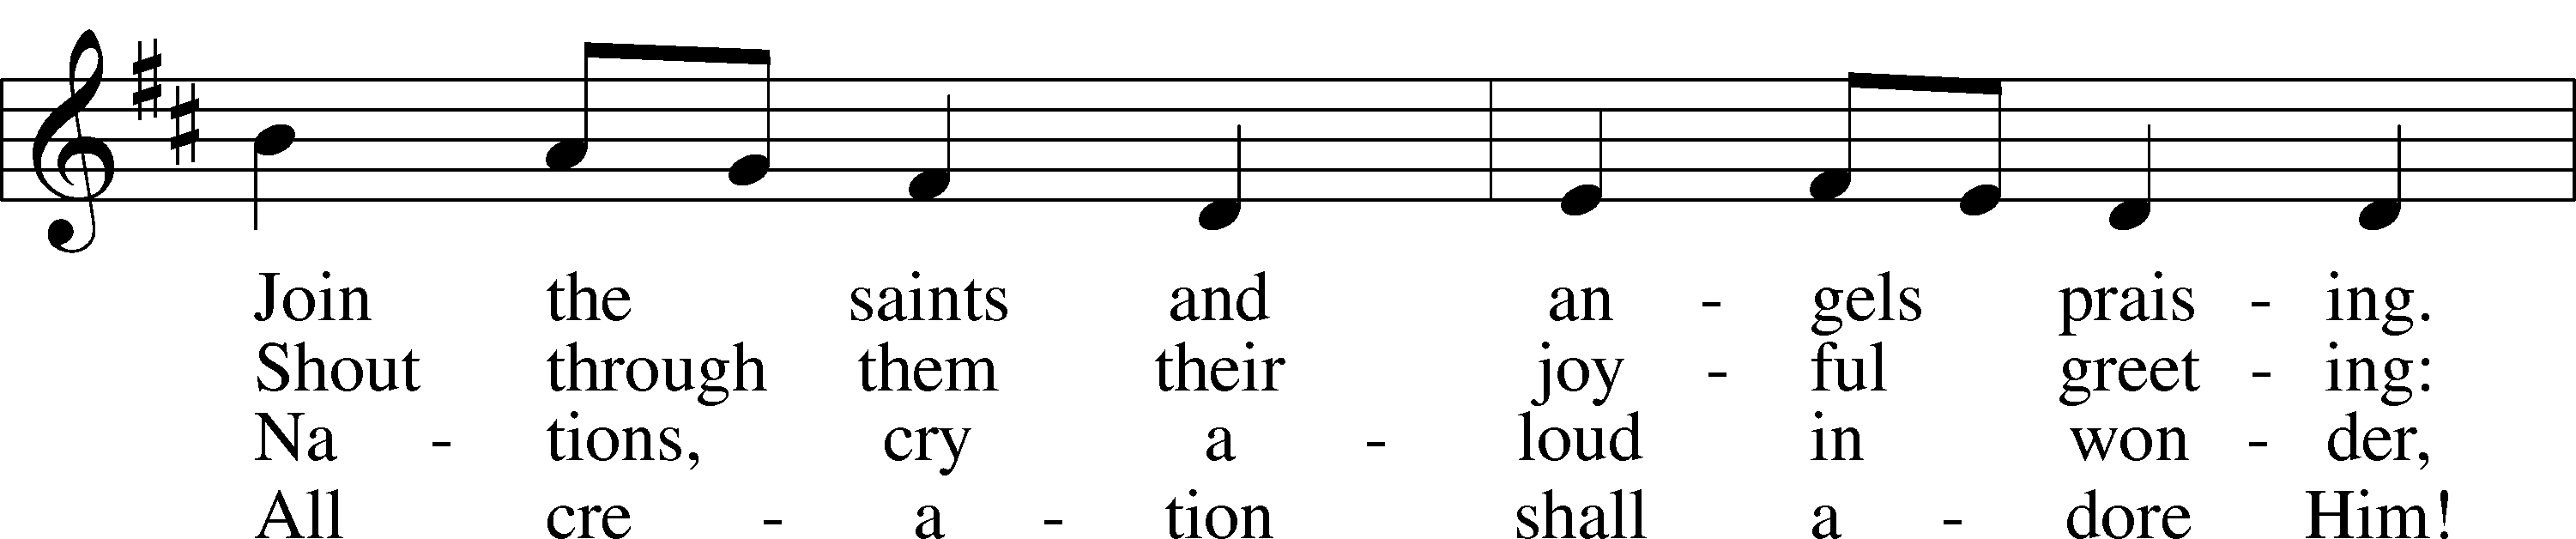 Join the saints and an - gels prais - ing.
Shout through them their joy - ful greet - ing:
Na - tions, cry a - loud in won - der,
All cre - a - tion shall a - dore Him!